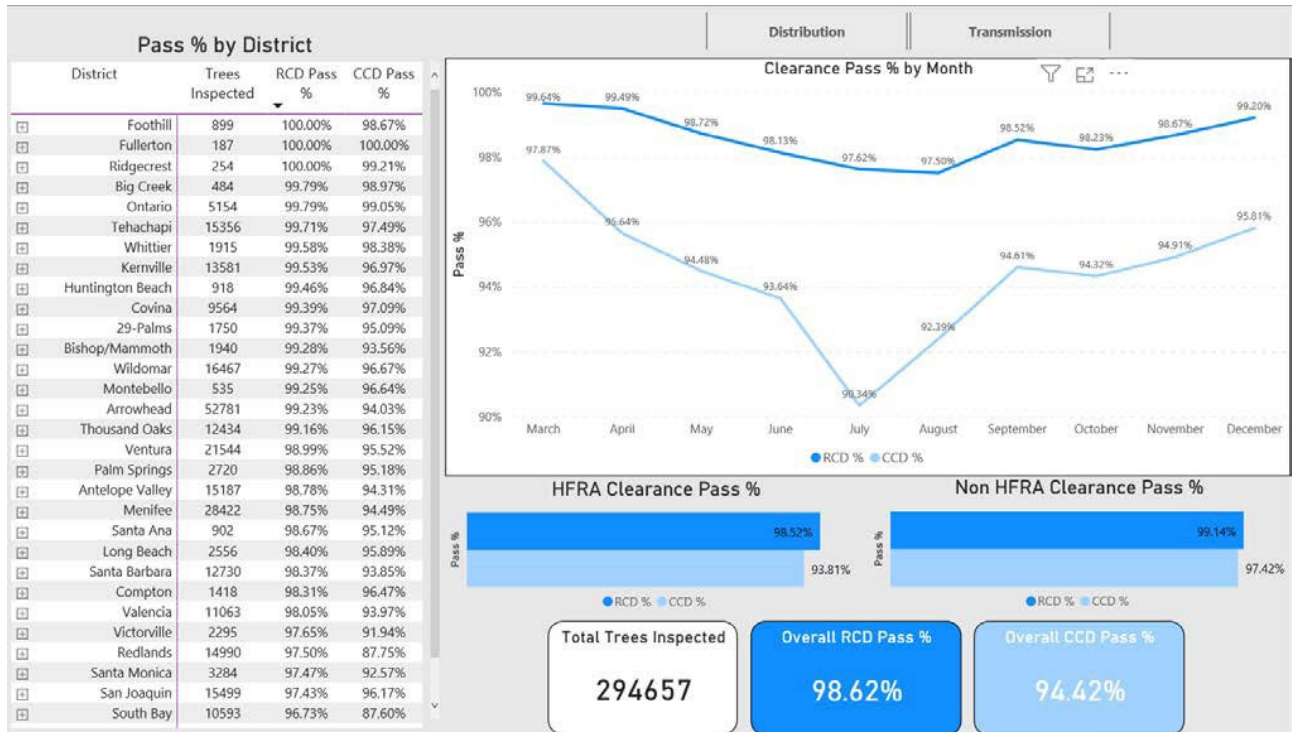 Distribution
Transmission
Pass % by District
District Trees Inspected RCD Pass % CCD Pass %
Foothill 899 100.00% 98.67%
Fullerton 187 100.00% 100.00%
Ridgecrest 254 100.00% 99.21%
Big Creek 484 99.79% 98.97%
Ontario 5154 99.79% 99.05%
Tehachapi 15356 99.71% 97.49%
Whittier 1915 99.58% 98.38%
Kernville 13581 99.53% 96.97%
Huntington Beach 918 99.46% 96.84%
Covina 9564 99.39% 97.09%
29-Palms 1750 99.37% 95.09%
Bishop/Mammoth 1940 99.28% 93.56%
Wildomar 16467 99.27% 96.67%
Montebello 535 99.25% 96.64%
Arrowhead 52781 99.23% 94.03%
Thousand Oaks 12434 99.16% 96.15%
Ventura 21544 98.99% 95.52%
Palm Springs 2720 98.86% 95.18%
Antelope Valley 15187 98.78% 94.31%
Menifee 28422 98.75% 94.49%
Santa Ana 902 98.67% 95.12%
Long Beach 2556 98.40% 95.89%
Santa Barbara 12730 98.37% 93.85%
Compton 1418 98.31% 96.47%
Valencia 11063 98.05% 93.97%
Victorville 2295 97.65% 91.94%
Redlands 14990 97.50% 87.75%
Santa Monica 3284 97.47% 92.57%
San Joaquin 15499 97.43% 96.17%
South Bay 10593 96.73% 87.60%
Clearance Pass % by Month
Pass %
100%
98%
96%
94%
92%
90%
99.64% 99.49% 98.72% 98.13% 97.62% 97.50% 98.52% 98.23% 98.67% 99.20%
97.87% 95.64% 94.48% 93.64% 90.34% 92.39% 94.61% 94.32% 94.91% 95.81%
March April May June July August September October November December
RCD % CCD %
HFRA Clearance Pass %
Pass %
98.52%
93.81%
RCD % CCD %
Non HFRA Clearance Pass %
Pass %
99.14%
97.42%
RCD % CCD %
Total Trees Inspected
294657
Overall RCD Pass %
98.62%
Overall CCD Pass %
94.42%